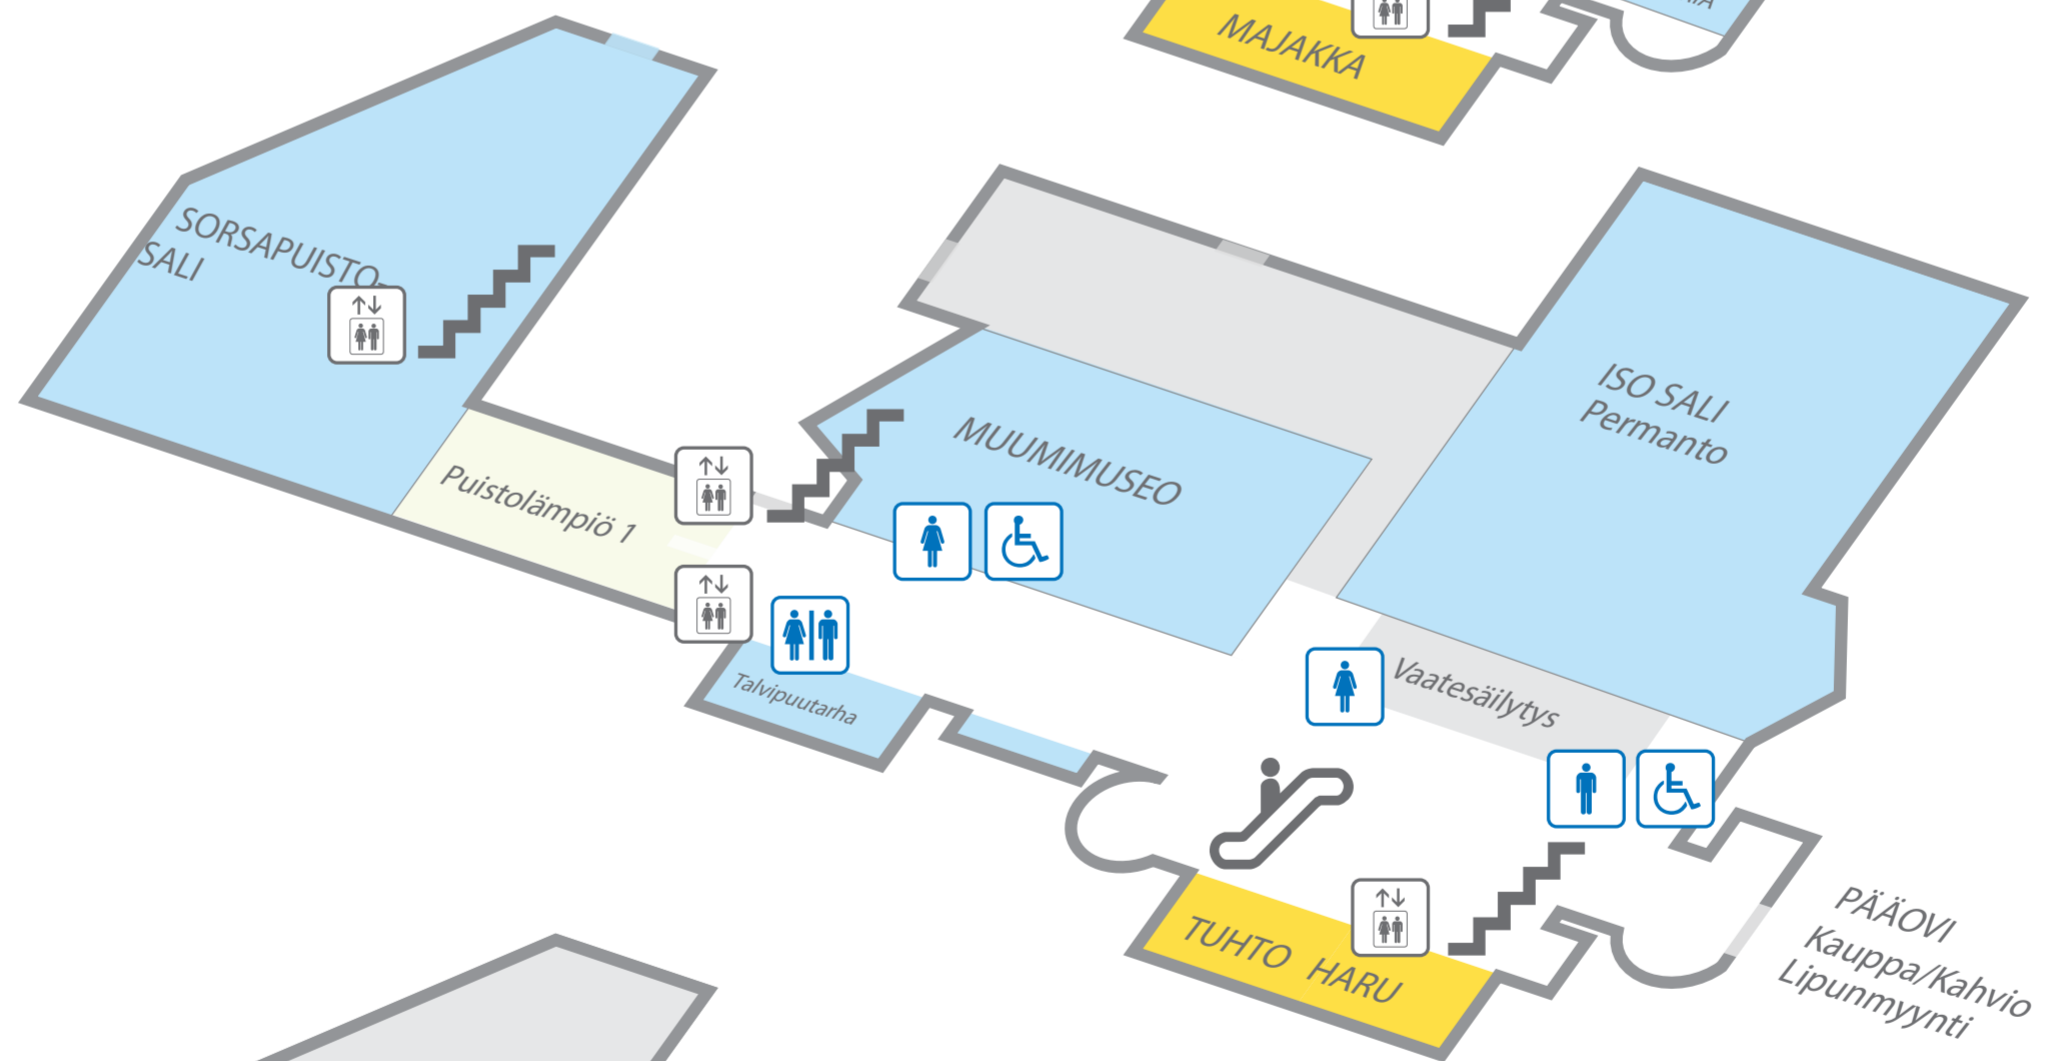 MAJAKKA
SORSAPUISTO-
SALI
ISO SALI
Permanto
MUUMIMUSEO
Puistolämpiö 1
Talvipuutarha
Vaatesäilytys
TUHTO HARU
PÄÄOVI
Kauppa/Kahvio
Lipunmyynti